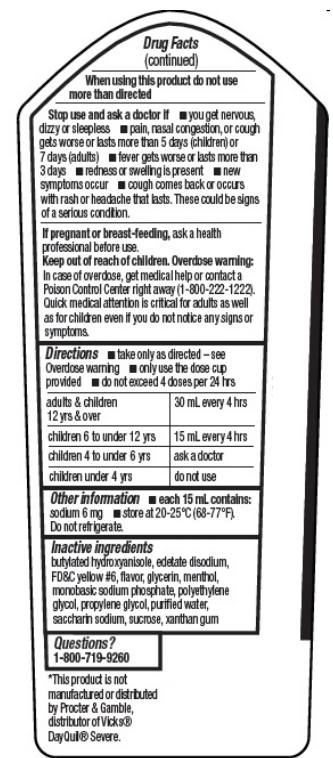 Drug Facts
(continued)
When using this product do not use
more than directed
Stop use and ask a doctor if ■ you get nervous,
dizzy or sleepless ■ pain, nasal congestion, or cough
gets worse or lasts more than 5 days (children) or
7 days (adults) ■ fever gets worse or lasts more than
3 days ■ redness or swelling is present ■ new
symptoms occur ■ cough comes back or occurs
with rash or headache that lasts. These could be signs
of a serious condition.
If pregnant or breast-feeding, ask a health
professional before use.
Keep out of reach of children. Overdose warning:
In case of overdose, get medical help or contact a
Poison Control Center right away (1-800-222-1222).
Quick medical attention is critical for adults as well
as for children even if you do not notice any signs or
symptoms.
Directions ■ take only as directed – see
Overdose warning ■ only use the dose cup
provided ■ do not exceed 4 doses per 24 hrs
adults & children 30 mL every 4 hrs
12 yrs & over
children 6 to under 12 yrs 15 mL every 4 hrs
children 4 to under 6 yrs ask a doctor
children under 4 yrs do not use
Other information ■ each 15 mL contains:
sodium 6 mg ■ store at 20-25°C (68-77°F).
Do not refrigerate.
Inactive ingredients
butylated hydroxyanisole, edetate disodium,
FD&C yellow #6, flavor, glycerin, menthol,
monobasic sodium phosphate, polyethylene
glycol, propylene glycol, purified water,
saccharin sodium, sucrose, xanthan gum
Questions?
1-800-719-9260
*This product is not
manufactured or distributed
by Procter & Gamble,
distributor of Vicks®
DayQuil® Severe.